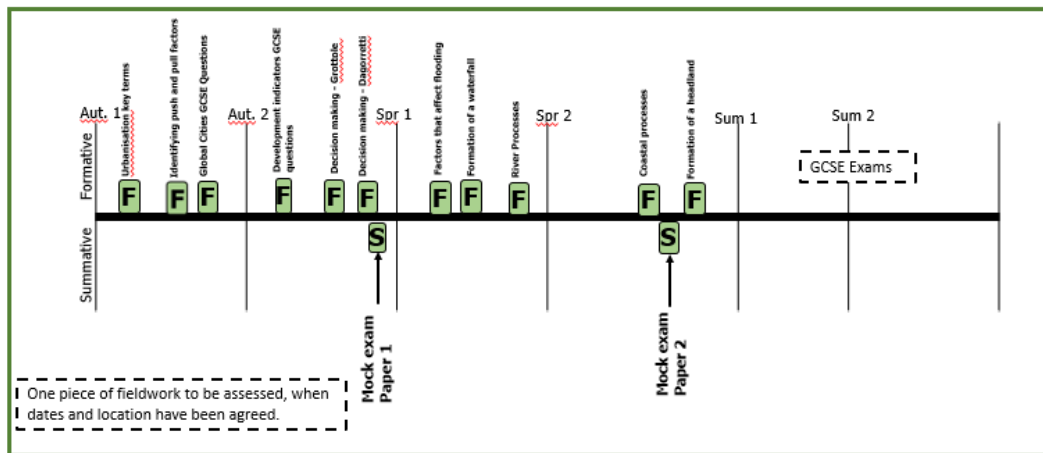 Aut. 1
Aut. 2
Spr 1
Spr 2
Sum 1
Sum 2
Formative
Summative
Urbanisation key terms
Identifying push and pull factors
Global Cities GCSE Questions
Development indicators GCSE
questions
Decision making - Grottole
Decision making - Dagorretti
Factors that affect flooding
Formation of a waterfall
River Processes
Coastal processes
Formation of a headland
GCSE Exams
F
F
F
F
F
F
F
F
F
F
F
S
S
Mock exam
Paper 1
Mock exam
Paper 2
One piece of fieldwork to be assessed, when
dates and location have been agreed.